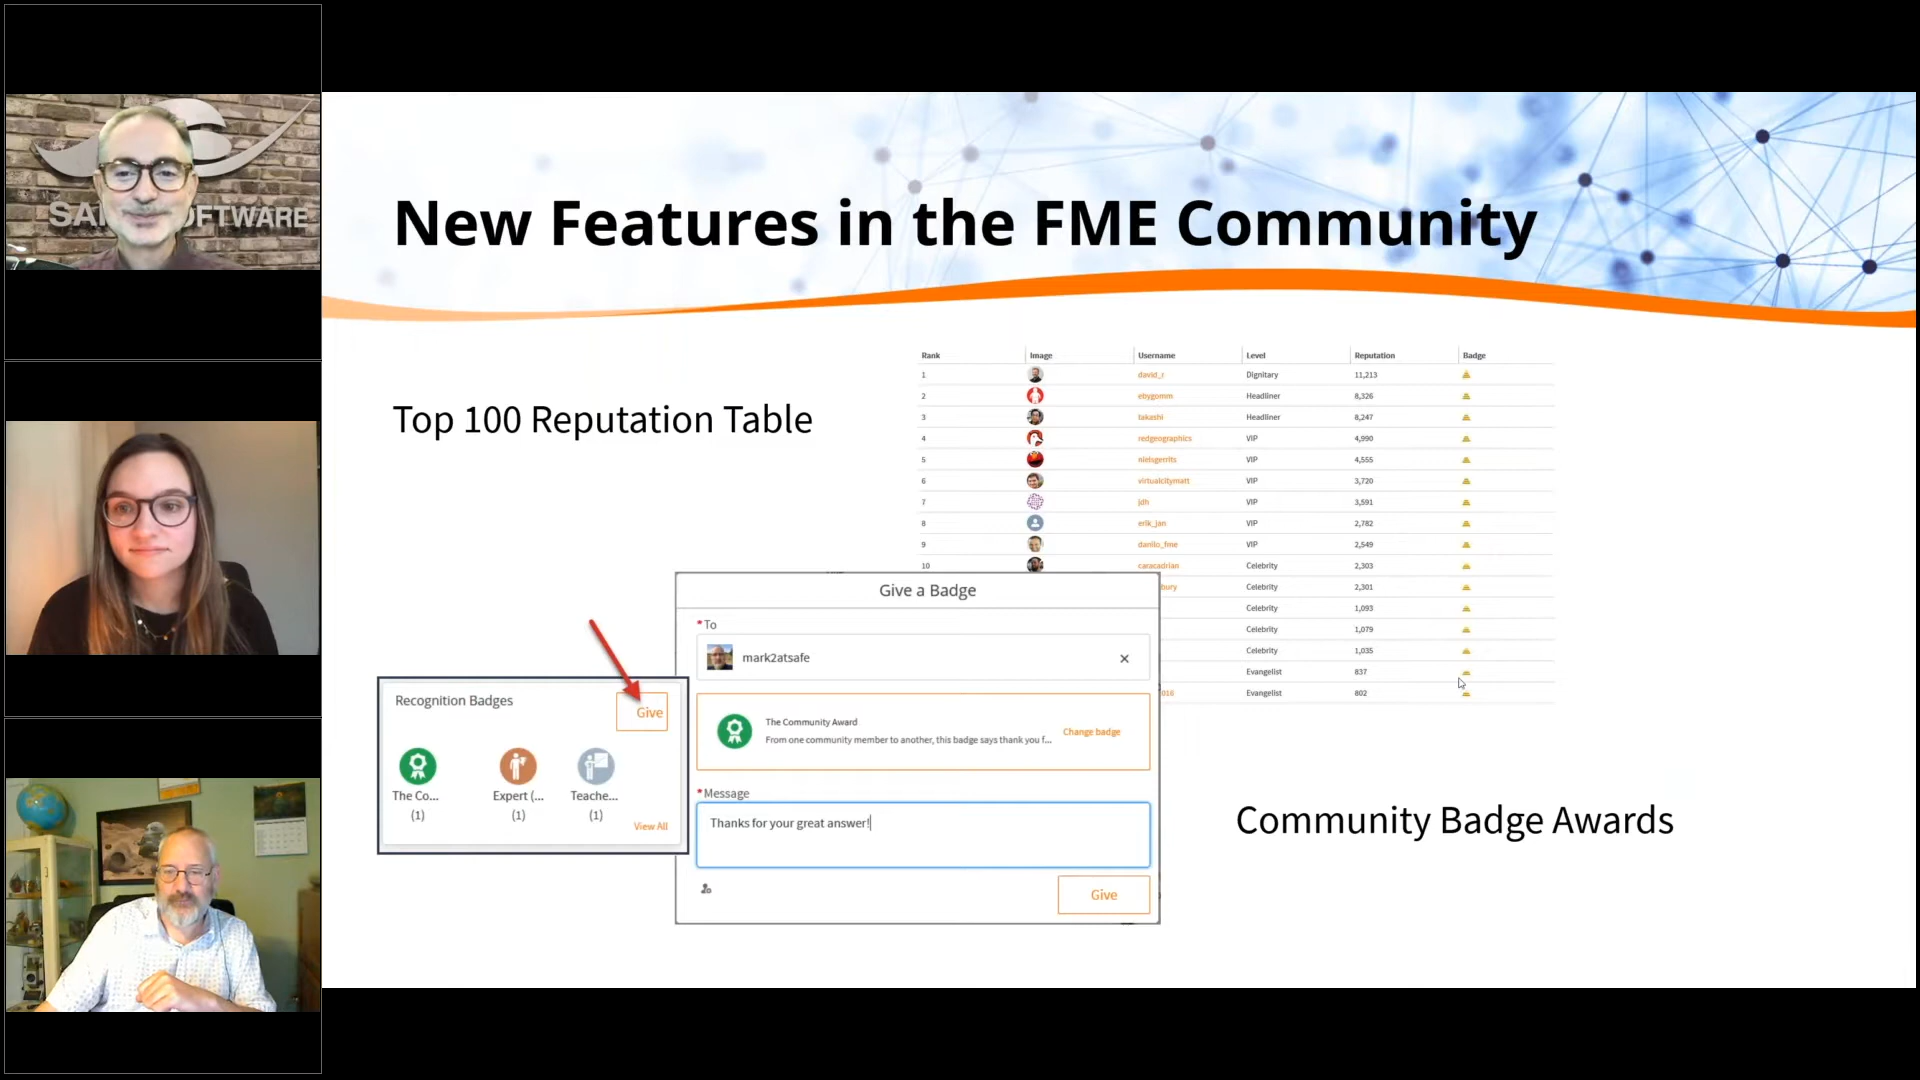 SA OFTWARE
New Features in the FME Community
Top 100 Reputation Table
Rank Image Username Level Reputation Badge
1 david_r Dignitary 11,213
2 ebygomm Headliner 8,326
3 takashi Headliner 8,247
4 redgeographics VIP 4,990
5 nielsgerrits VIP 4,555
6 virtualcitymatt VIP 3,720
7 jdh VIP 3,591
8 erik_jan VIP 2,782
9 danilo_fme VIP 2,549
10 caracadrian Celebrity 2,303
bury Celebrity 2,301
Celebrity 1,093
Celebrity 1,079
Celebrity 1,035
Evangelist 837
016 Evangelist 802
Give a Badge
*To
mark2atsafe
The Community Award
From one community member to another, this badge says thank you f...
Change badge
*Message
Thanks for your great answer!
Give
Recognition Badges
Give
The Co... Expert (... Teache...
(1) (1) (1)
View All
Community Badge Awards